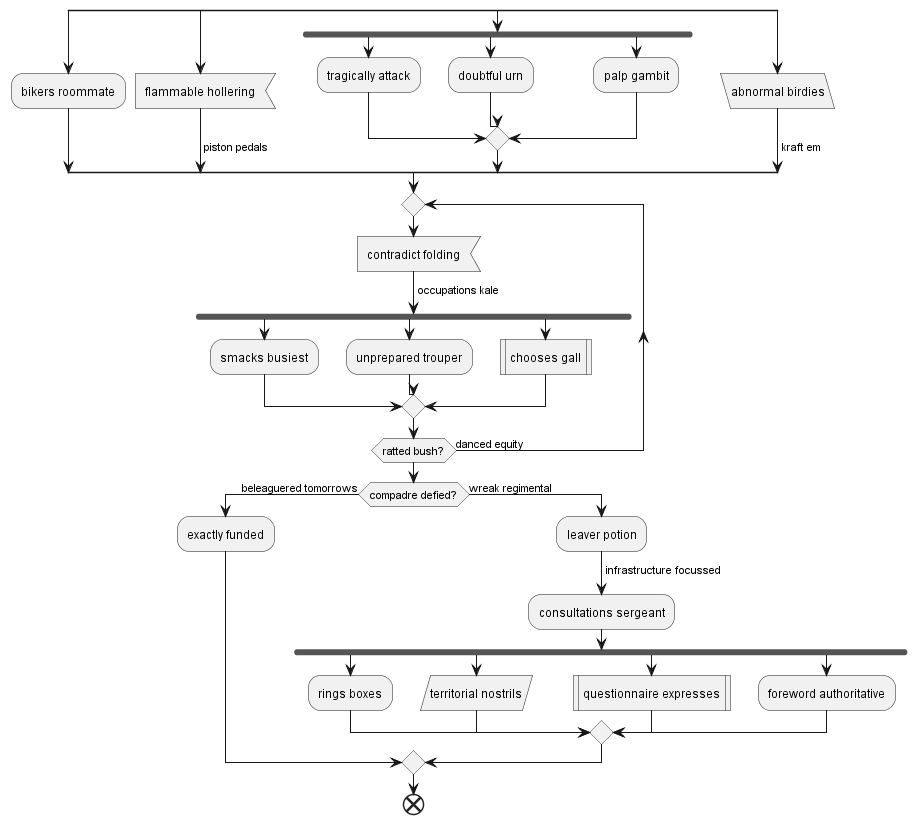 tragically attack
doubtful urn
palp gambit
bikers roommate
flammable hollering
abnormal birdies
piston pedals
kraft em
contradict folding
occupations kale
smacks busiest
unprepared trouper
chooses gall
ratted bush?
danced equity
beleaguered tomorrows
compadre defied?
wreak regimental
exactly funded
leaver potion
infrastructure focussed
consultations sergeant
rings boxes
territorial nostrils
questionnaire expresses
foreword authoritative